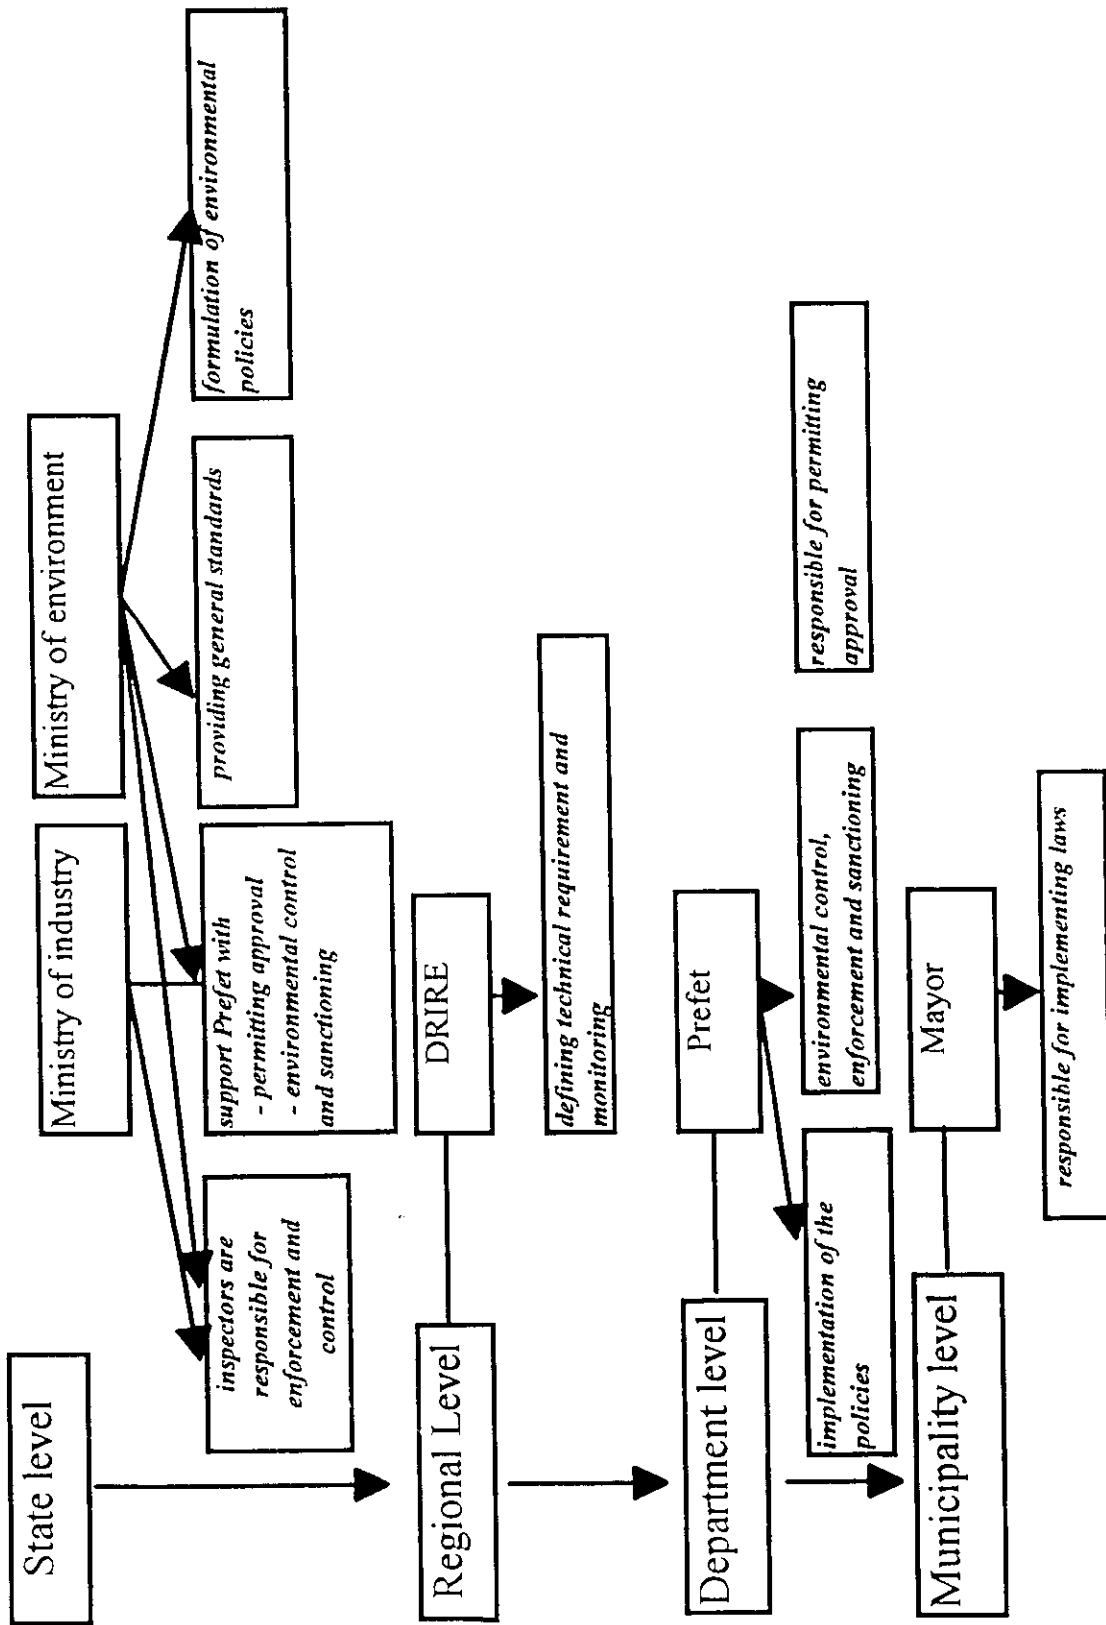 State level
Ministry of industry
Ministry of environment
inspectors are
responsible for
enforcement and
control
support Prefet with
- permitting approval
- environmental control
and sanctioning
providing general standards
formulation of environmental
policies
Regional Level
DRIRE
defining technical requirement and
monitoring
Department level
Prefet
implementation of the
policies
environmental control,
enforcement and sanctioning
responsible for permitting
approval
Municipality level
Mayor
responsible for implementing laws